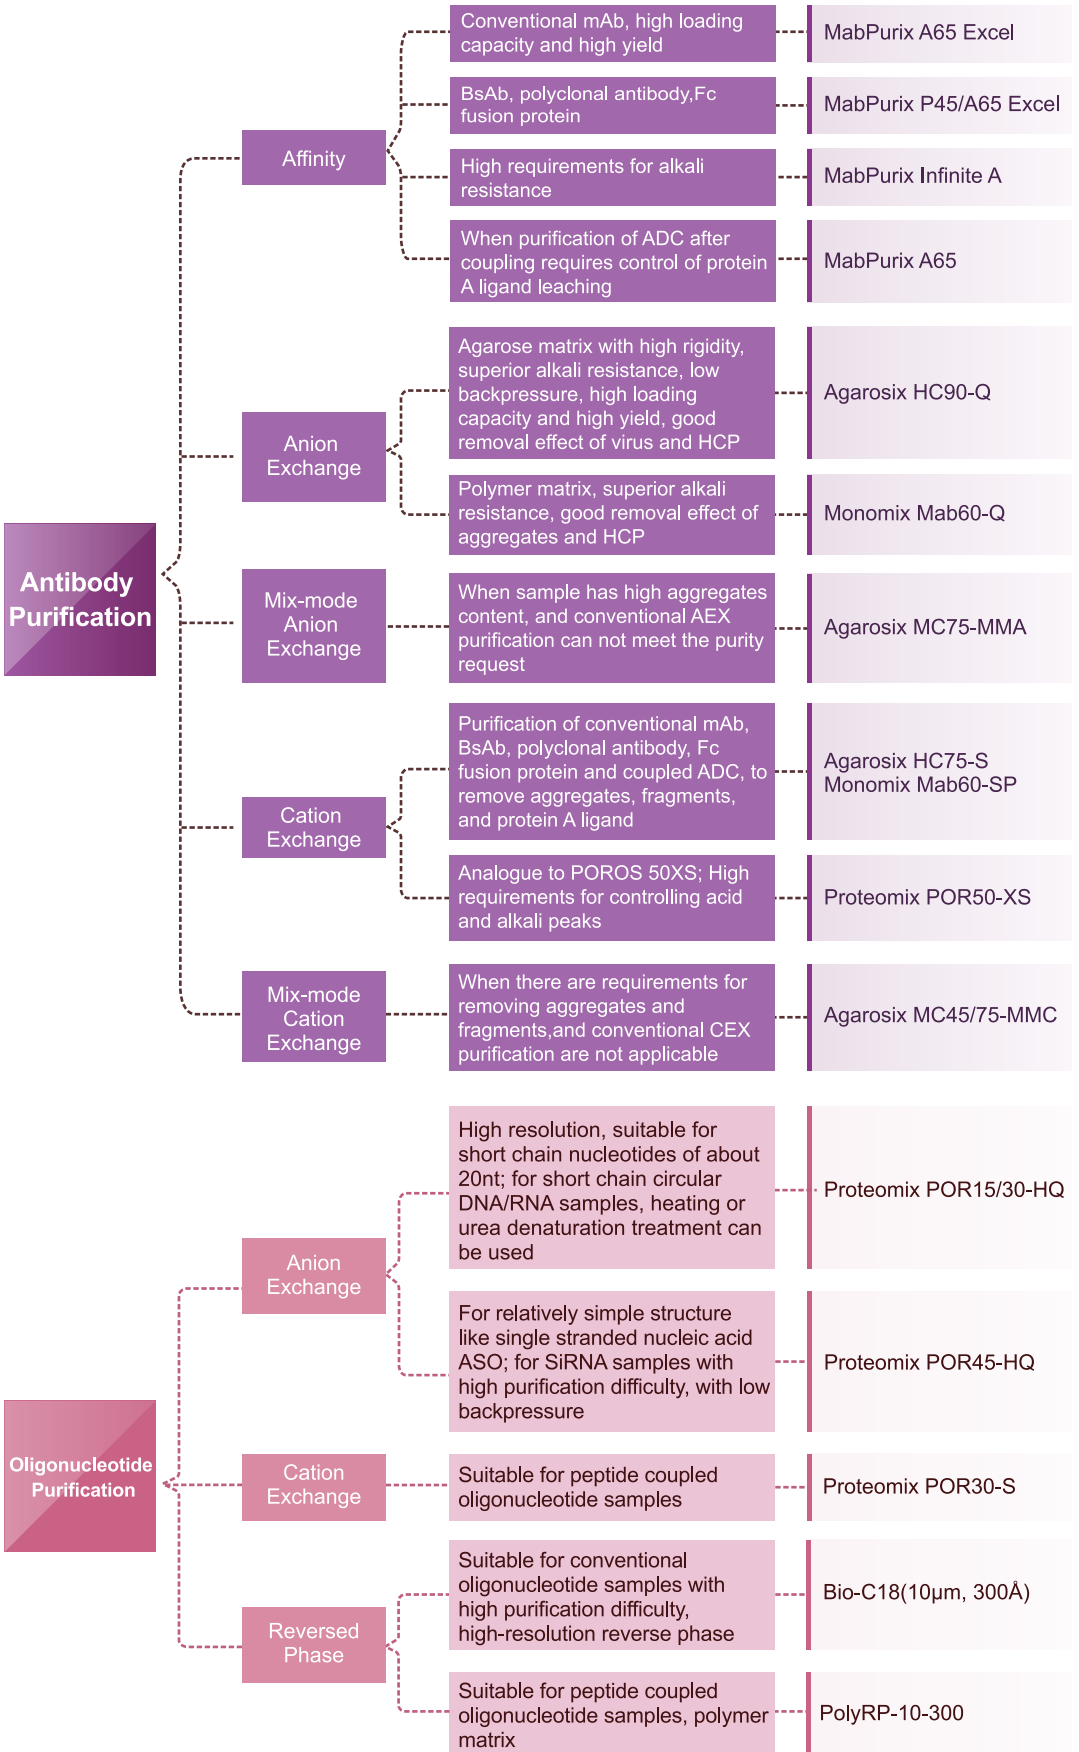 Antibody
Purification
Affinity
Conventional mAb, high loading
capacity and high yield
MabPurix A65 Excel
BsAb, polyclonal antibody,Fc
fusion protein
MabPurix P45/A65 Excel
High requirements for alkali
resistance
MabPurix Infinite A
When purification of ADC after
coupling requires control of protein
A ligand leaching
MabPurix A65
Anion
Exchange
Agarose matrix with high rigidity,
superior alkali resistance, low
backpressure, high loading
capacity and high yield, good
removal effect of virus and HCP
Agarosix HC90-Q
Polymer matrix, superior alkali
resistance, good removal effect of
aggregates and HCP
Monomix Mab60-Q
Mix-mode
Anion
Exchange
When sample has high aggregates
content, and conventional AEX
purification can not meet the purity
request
Agarosix MC75-MMA
Cation
Exchange
Purification of conventional mAb,
BsAb, polyclonal antibody, Fc
fusion protein and coupled ADC, to
remove aggregates, fragments,
and protein A ligand
Agarosix HC75-S
Monomix Mab60-SP
Analogue to POROS 50XS; High
requirements for controlling acid
and alkali peaks
Proteomix POR50-XS
Mix-mode
Cation
Exchange
When there are requirements for
removing aggregates and
fragments,and conventional CEX
purification are not applicable
Agarosix MC45/75-MMC
Oligonucleotide
Purification
Anion
Exchange
High resolution, suitable for
short chain nucleotides of about
20nt; for short chain circular
DNA/RNA samples, heating or
urea denaturation treatment can
be used
Proteomix POR15/30-HQ
For relatively simple structure
like single stranded nucleic acid
ASO; for SiRNA samples with
high purification difficulty, with low
backpressure
Proteomix POR45-HQ
Cation
Exchange
Suitable for peptide coupled
oligonucleotide samples
Proteomix POR30-S
Reversed
Phase
Suitable for conventional
oligonucleotide samples with
high purification difficulty,
high-resolution reverse phase
Bio-C18(10μm, 300Å)
Suitable for peptide coupled
oligonucleotide samples, polymer
matrix
PolyRP-10-300